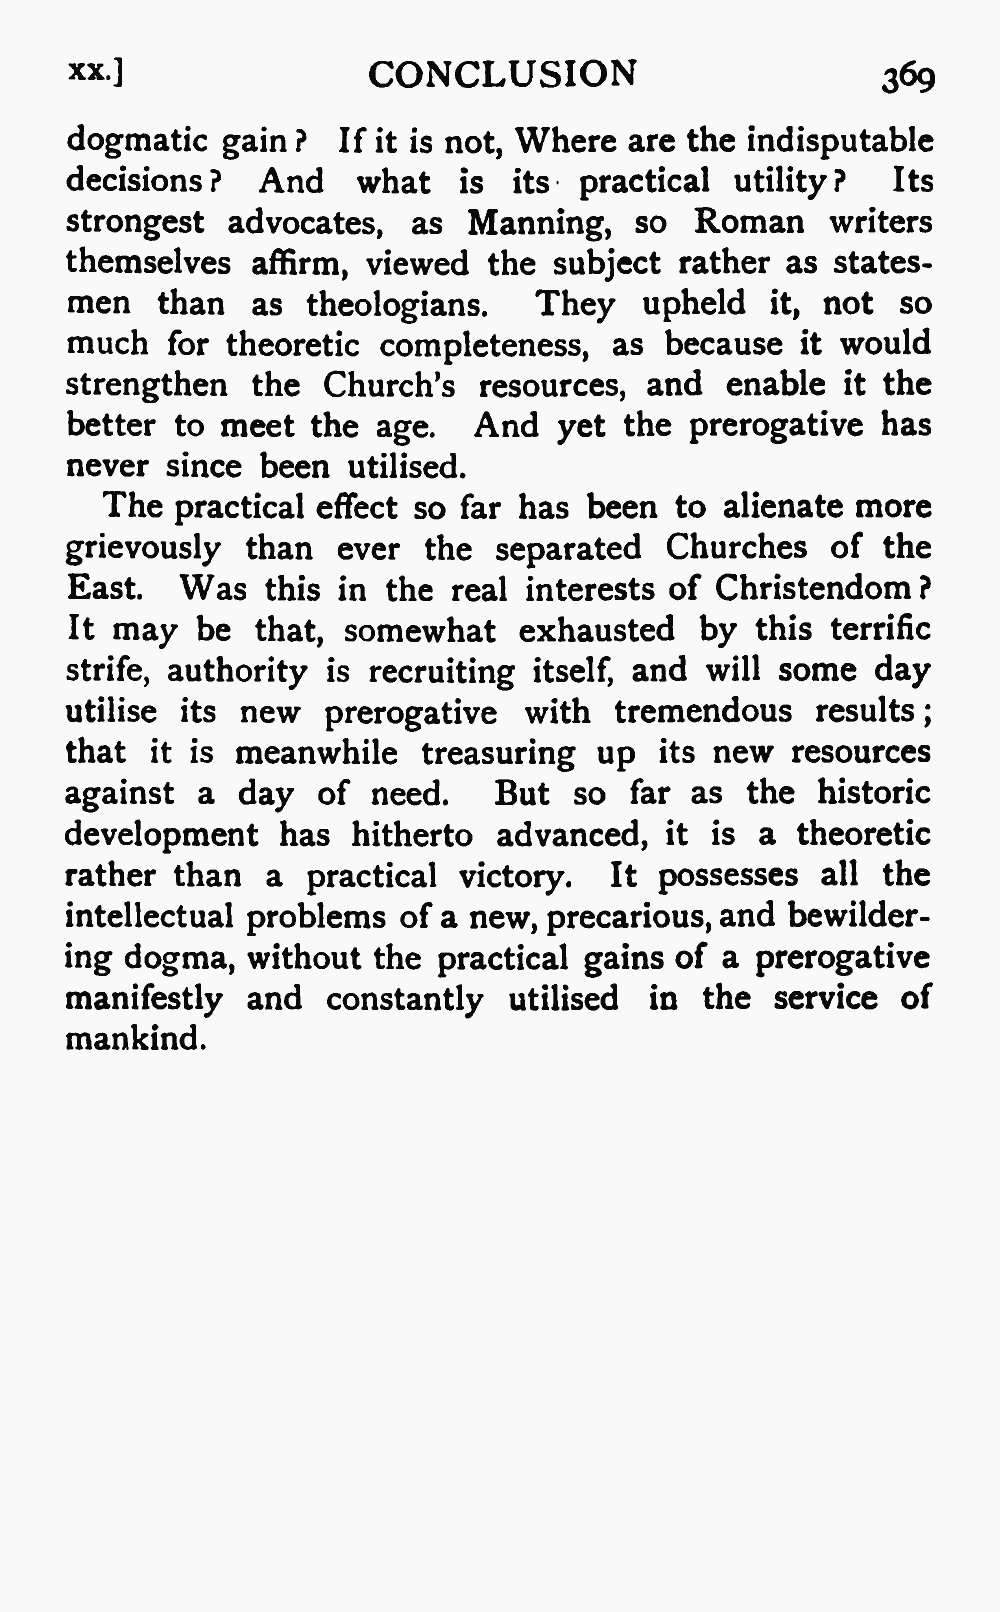 xx.] CONCLUSION 369
dogmatic gain? If it is not, Where are the indisputable
decisions? And what is its practical utility? Its
strongest advocates, as Manning, so Roman writers
themselves affirm, viewed the subject rather as states-
men than as theologians. They upheld it, not so
much for theoretic completeness, as because it would
strengthen the Church's resources, and enable it the
better to meet the age. And yet the prerogative has
never since been utilised.
The practical effect so far has been to alienate more
grievously than ever the separated Churches of the
East. Was this in the real interests of Christendom?
It may be that, somewhat exhausted by this terrific
strife, authority is recruiting itself, and will some day
utilise its new prerogative with tremendous results;
that it is meanwhile treasuring up its new resources
against a day of need. But so far as the historic
development has hitherto advanced, it is a theoretic
rather than a practical victory. It possesses all the
intellectual problems of a new, precarious, and bewilder-
ing dogma, without the practical gains of a prerogative
manifestly and constantly utilised in the service of
mankind.